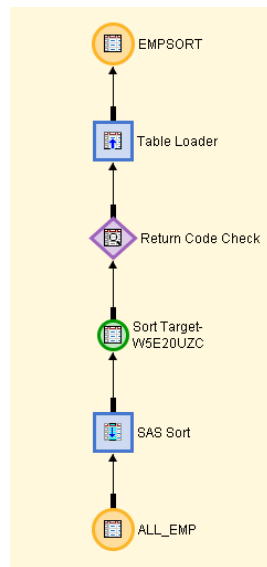 EMPSORT
Table Loader
Return Code Check
Sort Target-
W5E20UZC
SAS Sort
ALL_EMP